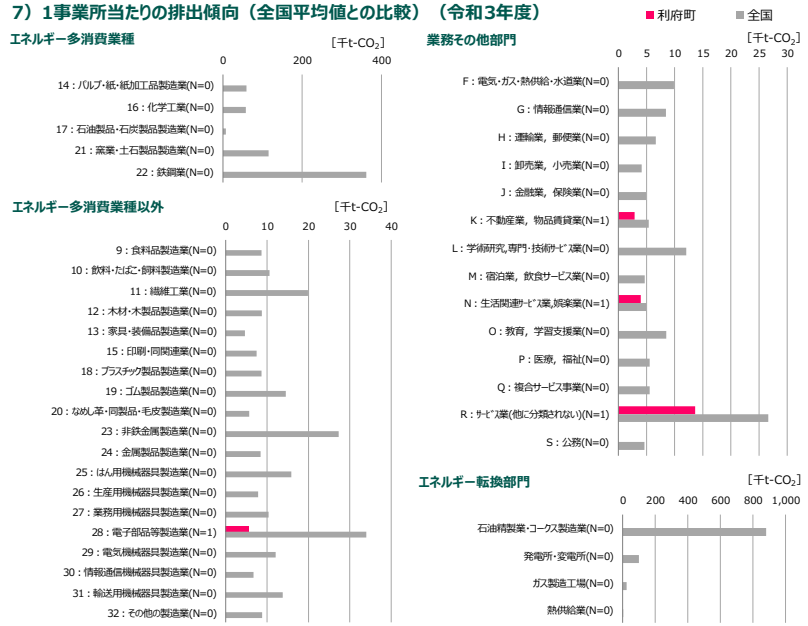 7）1事業所当たりの排出傾向（全国平均値との比較）（令和3年度）
利府町 全国
エネルギー多消費業種
[千t-CO₂]
0 200 400
14：パルプ･紙･紙加工品製造業(N=0)
16：化学工業(N=0)
17：石油製品･石炭製品製造業(N=0)
21：窯業･土石製品製造業(N=0)
22：鉄鋼業(N=0)
エネルギー多消費業種以外
[千t-CO₂]
0 10 20 30 40
9：食料品製造業(N=0)
10：飲料･たばこ･飼料製造業(N=0)
11：繊維工業(N=0)
12：木材･木製品製造業(N=0)
13：家具･装備品製造業(N=0)
15：印刷･同関連業(N=0)
18：プラスチック製品製造業(N=0)
19：ゴム製品製造業(N=0)
20：なめし革･同製品･毛皮製造業(N=0)
23：非鉄金属製造業(N=0)
24：金属製品製造業(N=0)
25：はん用機械器具製造業(N=0)
26：生産用機械器具製造業(N=0)
27：業務用機械器具製造業(N=0)
28：電子部品等製造業(N=1)
29：電気機械器具製造業(N=0)
30：情報通信機械器具製造業(N=0)
31：輸送用機械器具製造業(N=0)
32：その他の製造業(N=0)
業務その他部門
[千t-CO₂]
0 5 10 15 20 25 30
F：電気･ガス･熱供給･水道業(N=0)
G：情報通信業(N=0)
H：運輸業，郵便業(N=0)
I：卸売業，小売業(N=0)
J：金融業，保険業(N=0)
K：不動産業，物品賃貸業(N=1)
L：学術研究,専門･技術ｻｰﾋﾞｽ業(N=0)
M：宿泊業，飲食サービス業(N=0)
N：生活関連ｻｰﾋﾞｽ業,娯楽業(N=1)
O：教育，学習支援業(N=0)
P：医療，福祉(N=0)
Q：複合サービス事業(N=0)
R：ｻｰﾋﾞｽ業(他に分類されない)(N=1)
S：公務(N=0)
エネルギー転換部門
[千t-CO₂]
0 200 400 600 800 1,000
石油精製業･コークス製造業(N=0)
発電所･変電所(N=0)
ガス製造工場(N=0)
熱供給業(N=0)